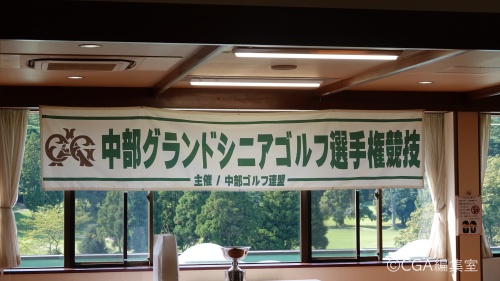 中部グランドシニアゴルフ選手権競技
主催 / 中部ゴルフ連盟
©CGA編集室